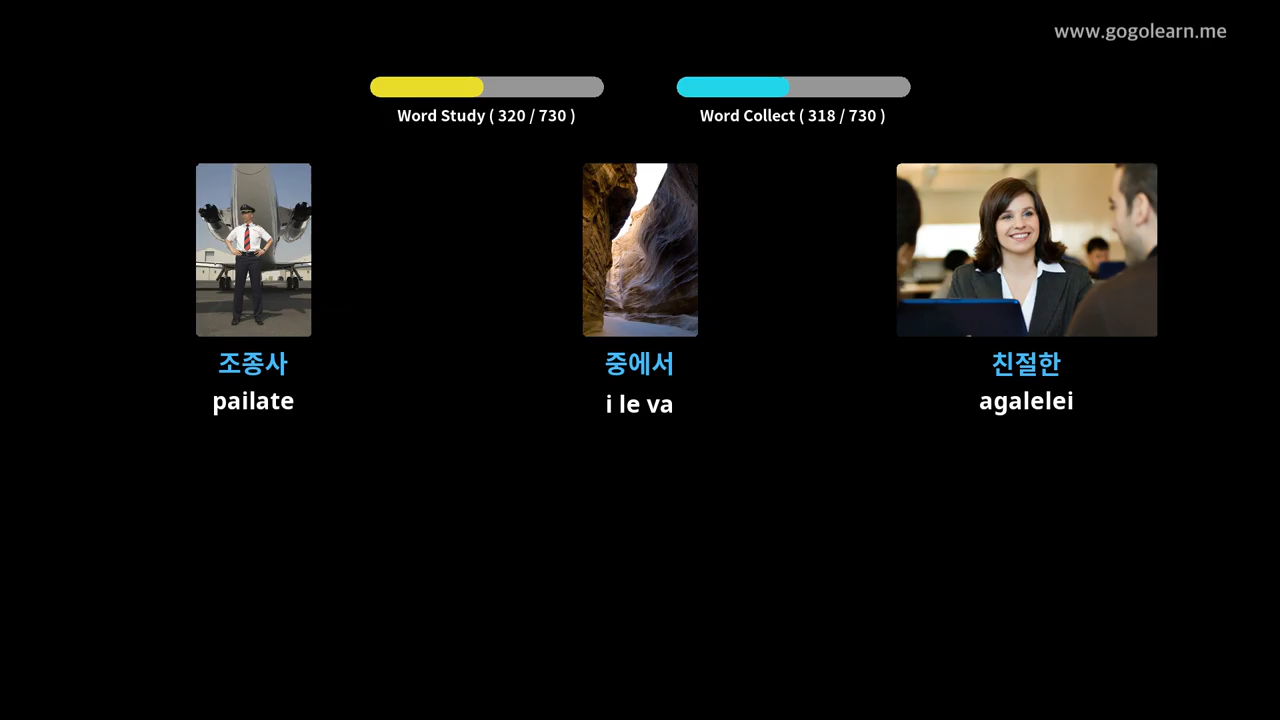 www.gogolearn.me
Word Study ( 320 / 730 )
Word Collect ( 318 / 730 )
조종사
pailate
중에서
i le va
친절한
agalelei